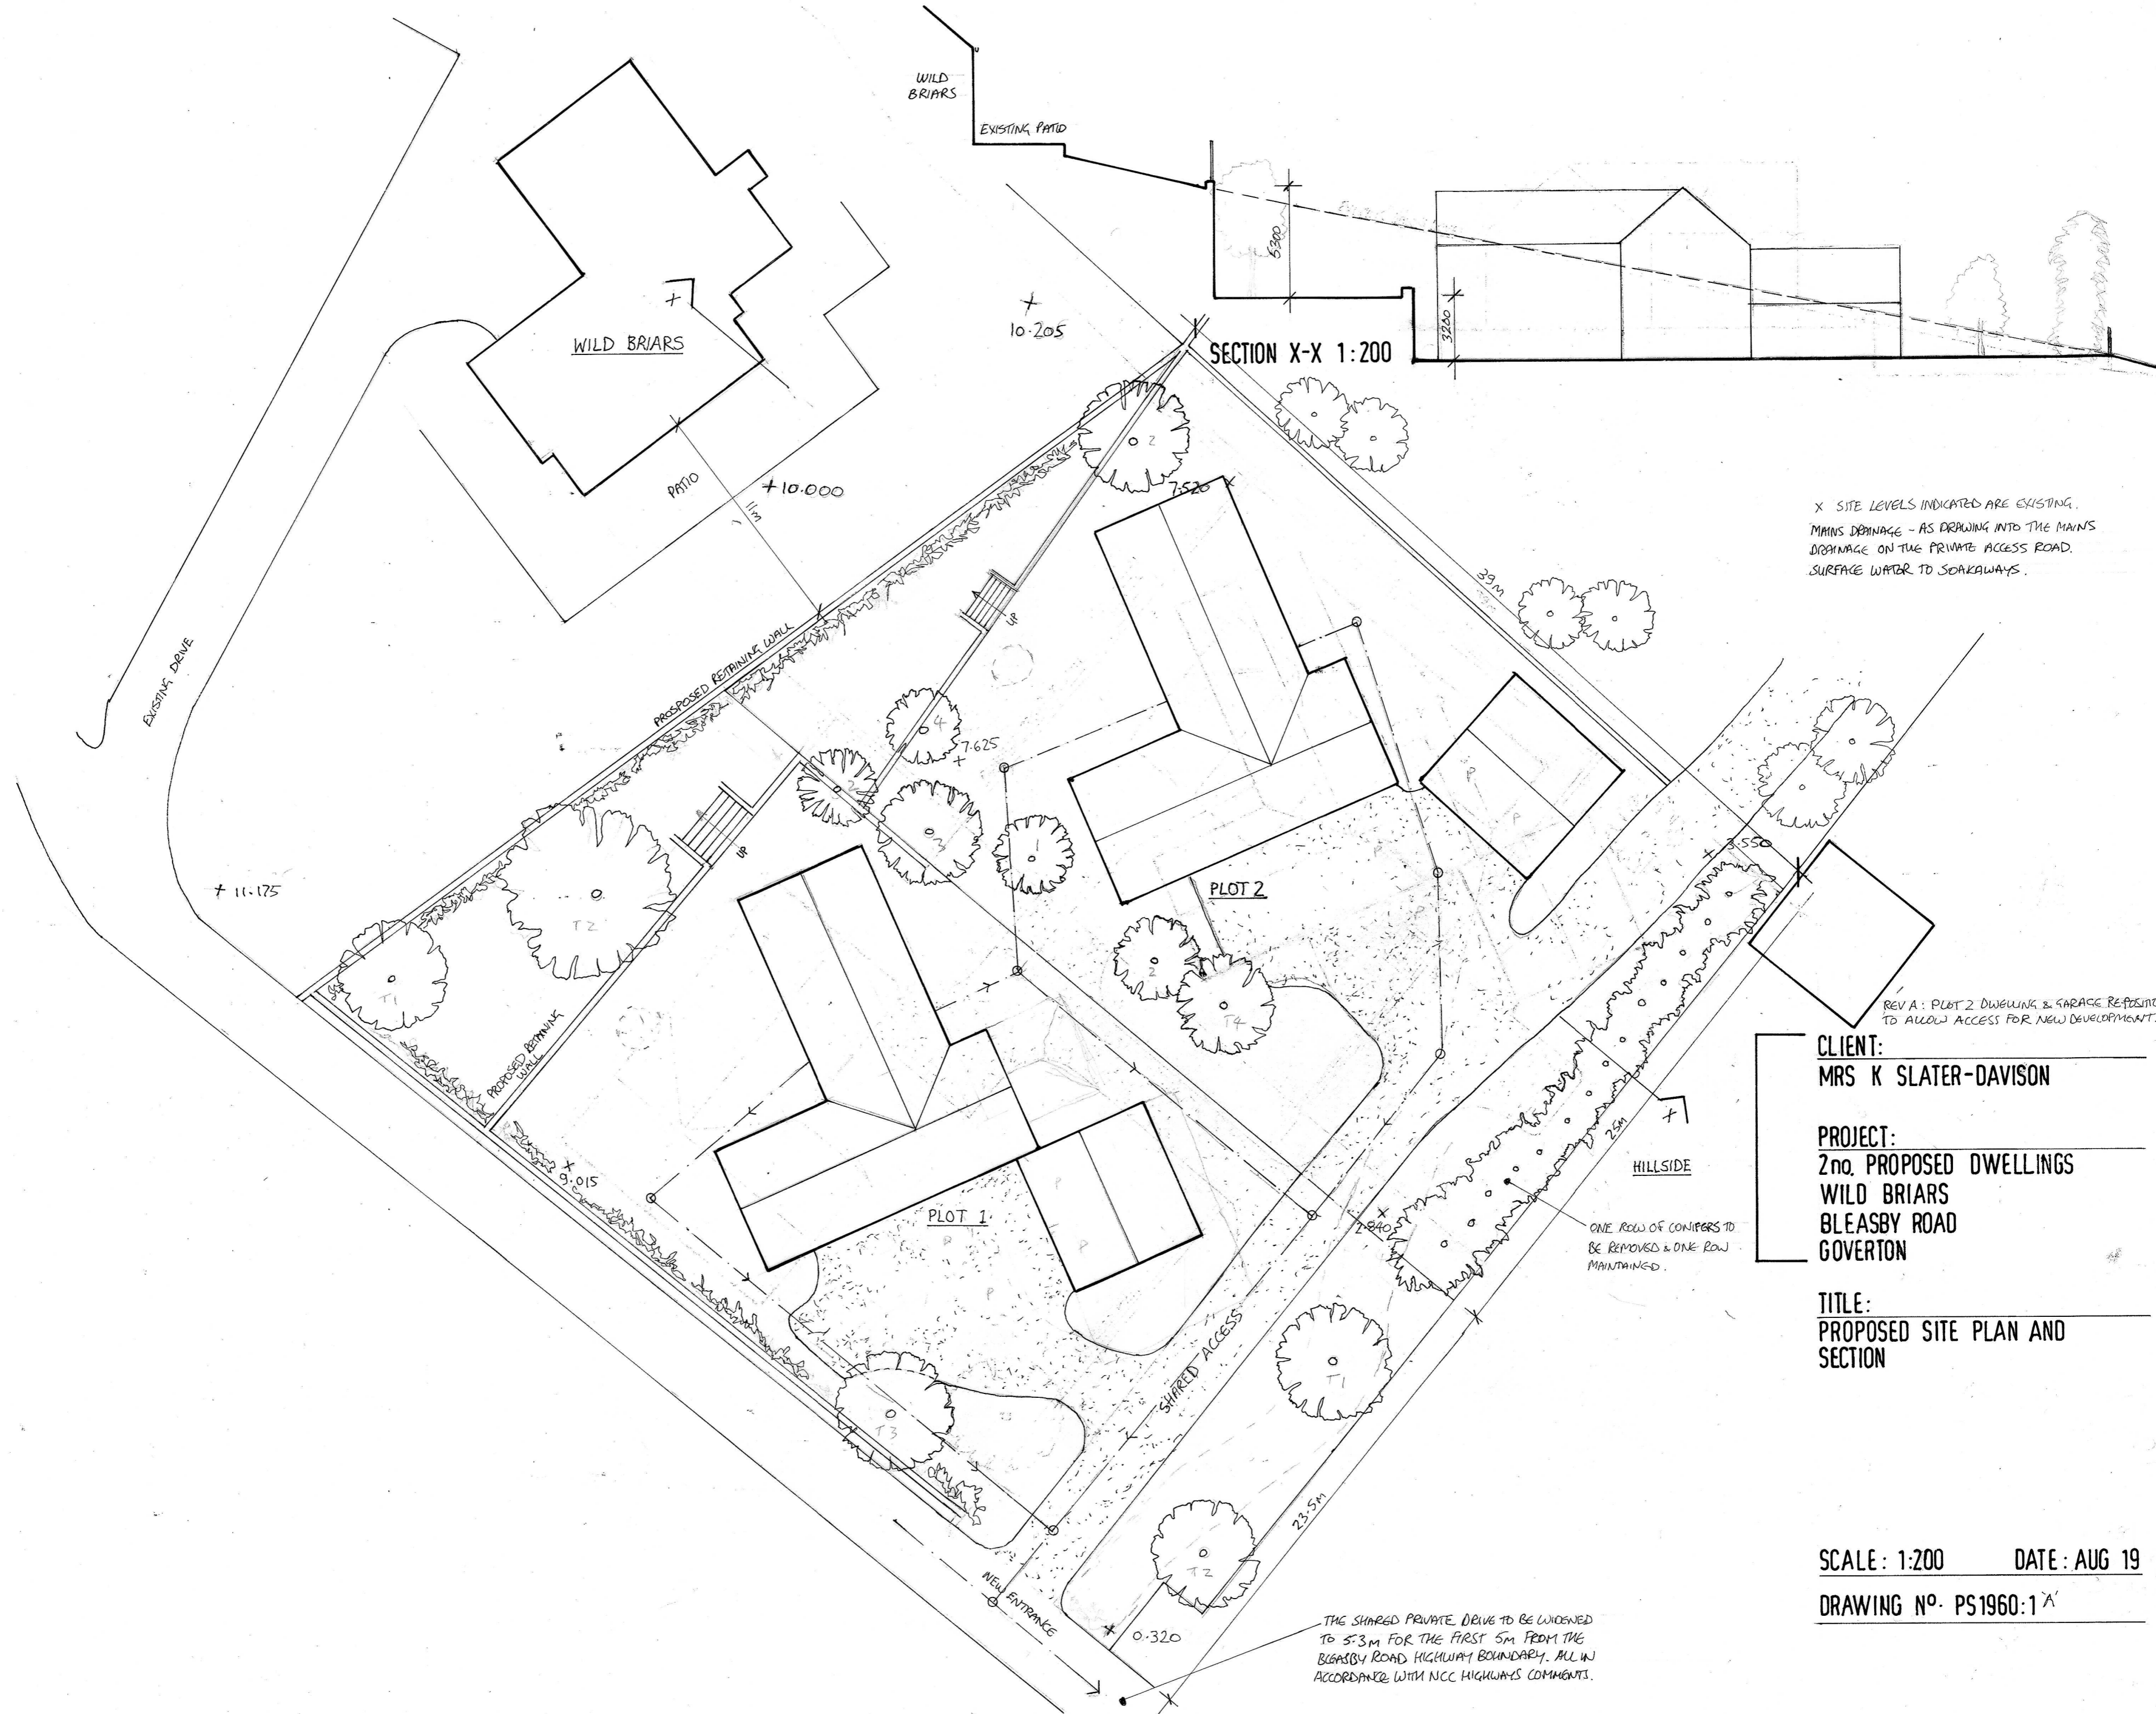 WILD
BRIARS
EXISTING PATIO
5300
3200
SECTION X-X 1:200
WILD BRIARS
X
10.205
PATIO
+10.000
11m
7.520
2
39m
X SITE LEVELS INDICATED ARE EXISTING.
MAINS DRAINAGE - AS DRAWING INTO THE MAINS
DRAINAGE ON THE PRIVATE ACCESS ROAD.
SURFACE WATER TO SOAKAWAYS.
EXISTING DRIVE
PROSPOSED RETAINING WALL
UP
4
7.625
2
3
1
UP
+ 11.175
T1
T2
PROPOSED RETAINING
WALL
PLOT 2
P
P
P
2
T4
3.550
REV A: PLOT 2 DWELLING & GARAGE REPOSITIO
TO ALLOW ACCESS FOR NEW DEVELOPMENT.
9.015
PLOT 1
P
P
P
2.840
25m
X
HILLSIDE
ONE ROW OF CONIFERS TO
BE REMOVED & ONE ROW
MAINTAINED.
SHARED ACCESS
T1
T3
23.5m
T2
NEW ENTRANCE
0.320
THE SHARED PRIVATE DRIVE TO BE WIDENED
TO 5.3m FOR THE FIRST 5m FROM THE
BLEASBY ROAD HIGHWAY BOUNDARY. ALL IN
ACCORDANCE WITH NCC HIGHWAYS COMMENTS.
CLIENT:
MRS K SLATER-DAVISON
PROJECT:
2no. PROPOSED DWELLINGS
WILD BRIARS
BLEASBY ROAD
GOVERTON
TITLE:
PROPOSED SITE PLAN AND
SECTION
SCALE: 1:200 DATE: AUG 19
DRAWING Nº. PS1960:1 'A'